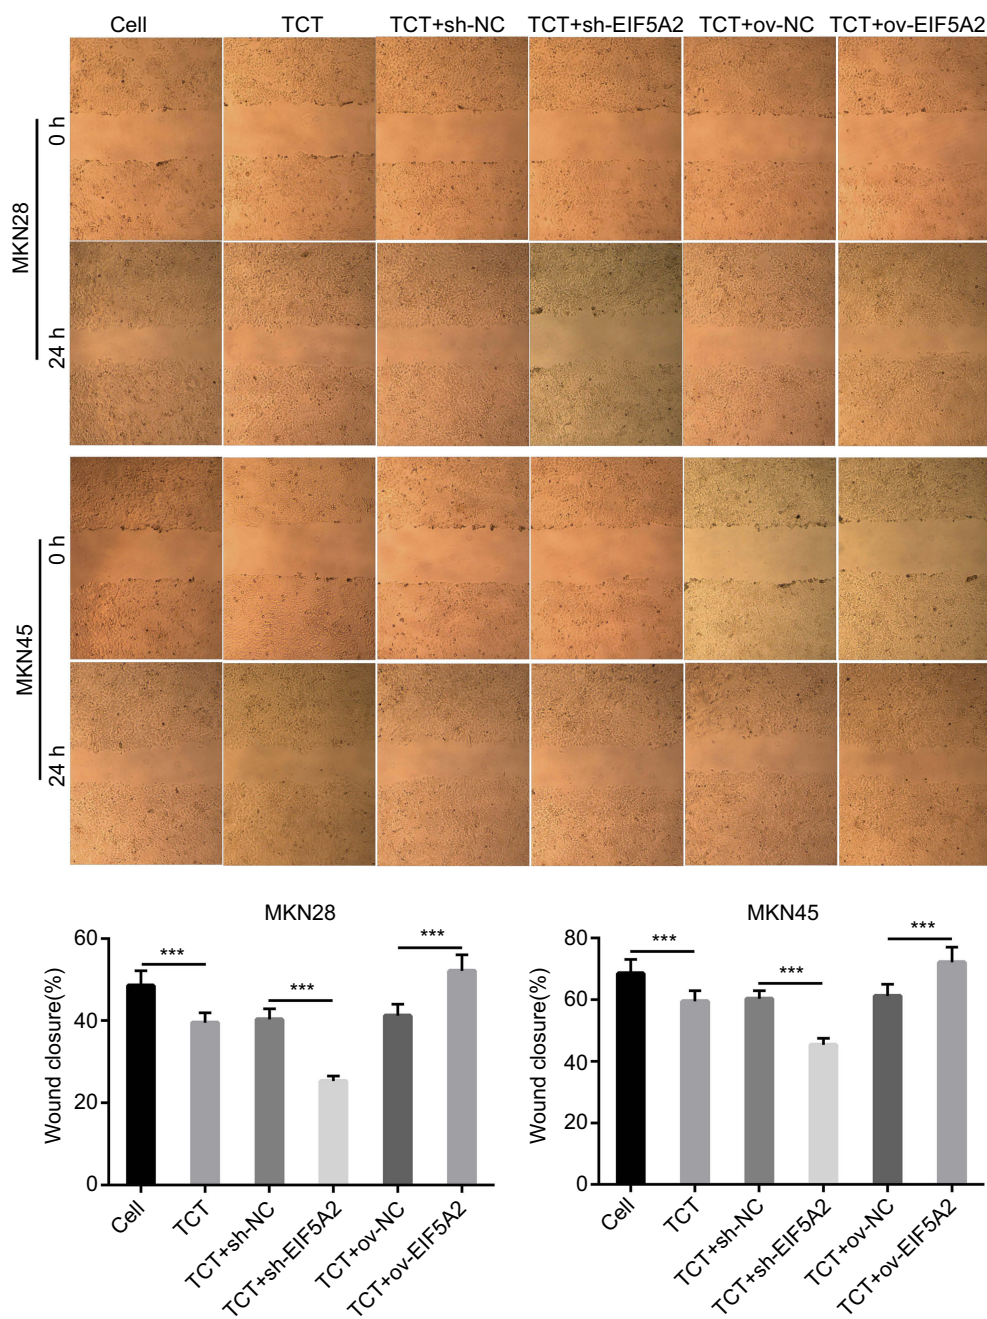 Cell TCT TCT+sh-NC TCT+sh-EIF5A2 TCT+ov-NC TCT+ov-EIF5A2
MKN28
0 h
24 h
MKN45
0 h
24 h
MKN28
Wound closure(%)
60
40
20
0
***
***
***
Cell
TCT
TCT+sh-NC
TCT+sh-EIF5A2
TCT+ov-NC
TCT+ov-EIF5A2
MKN45
Wound closure(%)
80
60
40
20
0
***
***
***
Cell
TCT
TCT+sh-NC
TCT+sh-EIF5A2
TCT+ov-NC
TCT+ov-EIF5A2